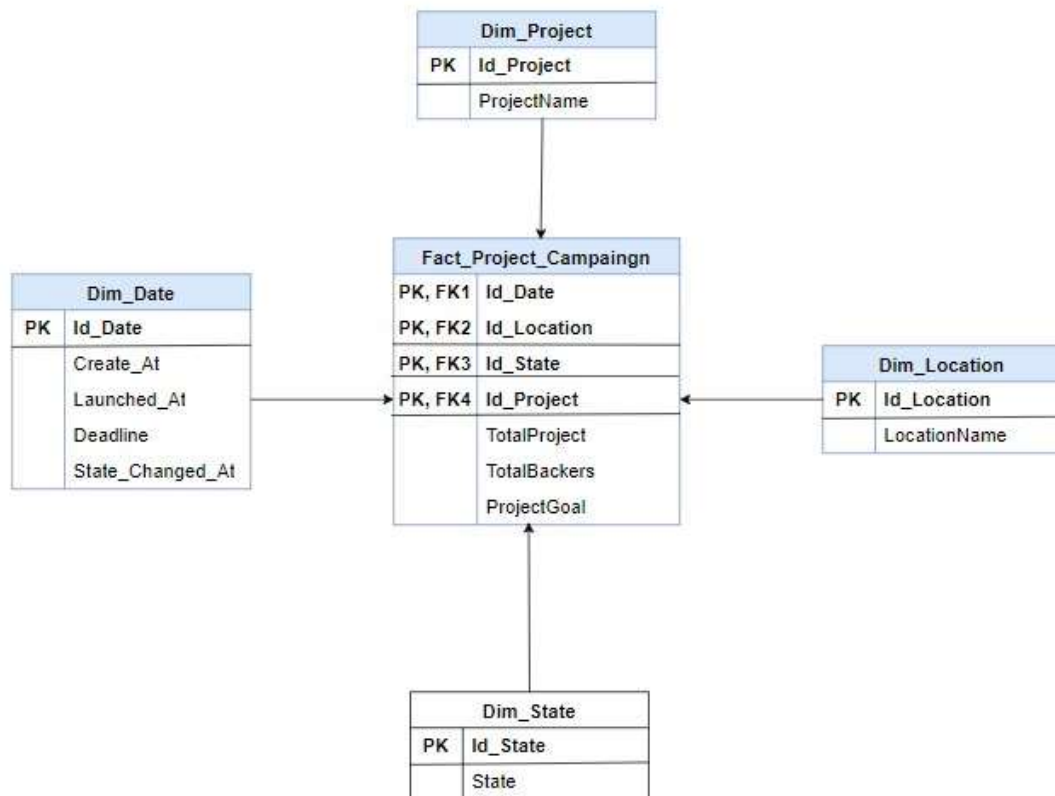 Dim_Project
PK Id_Project
ProjectName
Fact_Project_Campaingn
PK, FK1 Id_Date
PK, FK2 Id_Location
PK, FK3 Id_State
PK, FK4 Id_Project
TotalProject
TotalBackers
ProjectGoal
Dim_Date
PK Id_Date
Create_At
Launched_At
Deadline
State_Changed_At
Dim_Location
PK Id_Location
LocationName
Dim_State
PK Id_State
State